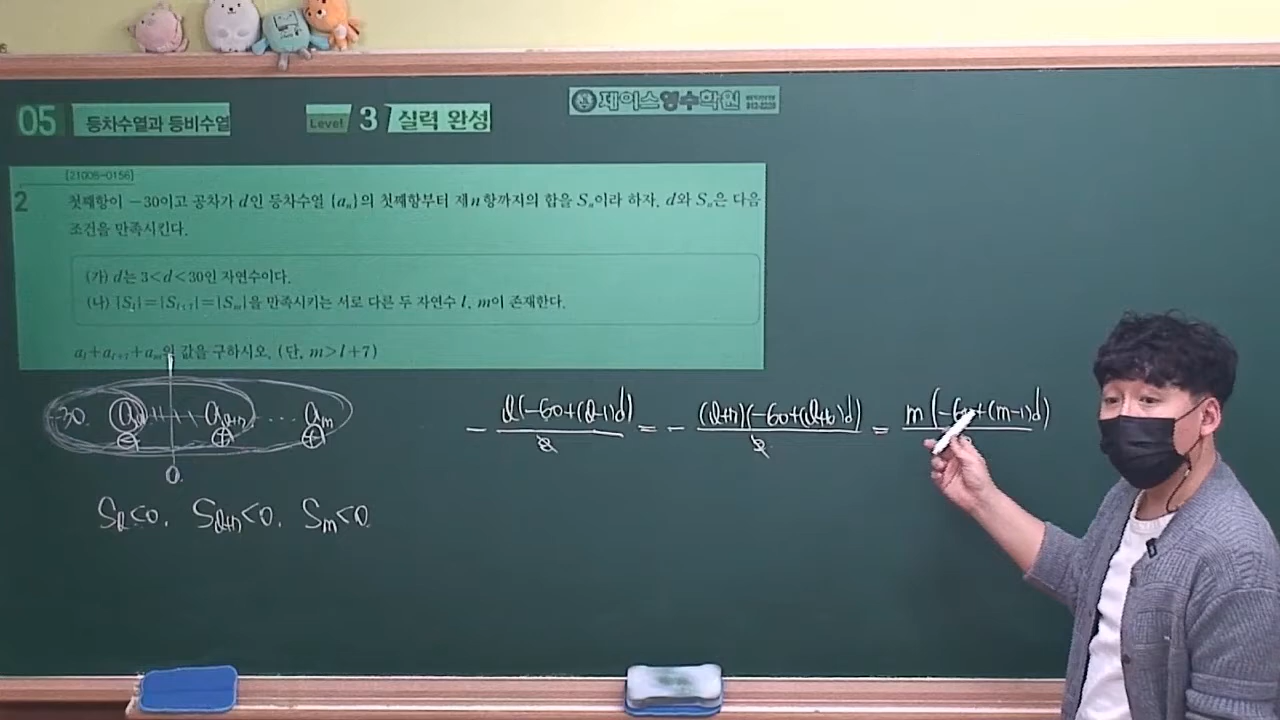 05 등차수열과 등비수열 Level 3 실력 완성
제이스영수학원
[21008-0156]
2 첫째항이 -30이고 공차가 d인 등차수열 {aₙ}의 첫째항부터 제n항까지의 합을 Sₙ이라 하자. d와 Sₙ은 다음
조건을 만족시킨다.
(가) d는 3<d<30인 자연수이다.
(나) |Sₗ|=|Sₗ₊₇|=|Sₘ|을 만족시키는 서로 다른 두 자연수 l, m이 존재한다.
aₗ+aₗ₊₇+aₘ의 값을 구하시오. (단, m>l+7)
-30. aₗ aₗ₊₇ .... aₘ
⊖ ⊕ ⊕
0.
Sₗ<0. Sₗ₊₇<0. Sₘ<0.
- l(-60+(l-1)d)/2 = - (l+7)(-60+(l+6)d)/2 = m(-60+(m-1)d)